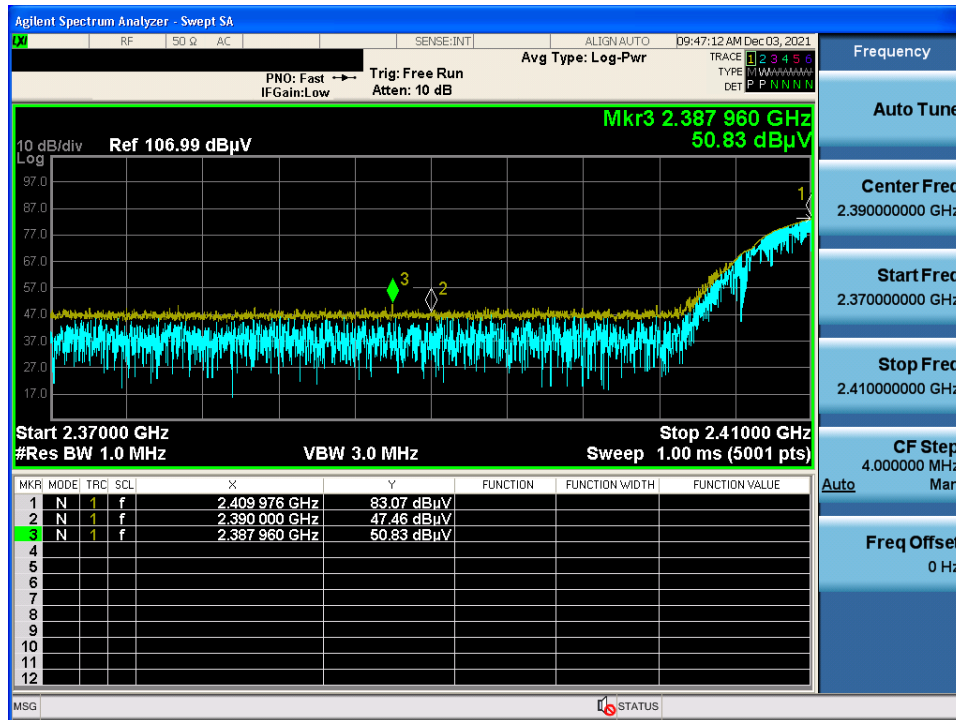 Agilent Spectrum Analyzer - Swept SA
LXI RF 50 Ω AC SENSE:INT ALIGN AUTO 09:47:12 AM Dec 03, 2021
Avg Type: Log-Pwr
TRACE 1 2 3 4 5 6
PNO: Fast Trig: Free Run
TYPE M W W W W W
IFGain:Low Atten: 10 dB
DET P P N N N N
Mkr3 2.387 960 GHz
50.83 dBµV
10 dB/div Ref 106.99 dBµV
Log
97.0
87.0
77.0
67.0
57.0
47.0
37.0
27.0
17.0
1
3
2
Start 2.37000 GHz Stop 2.41000 GHz
#Res BW 1.0 MHz VBW 3.0 MHz Sweep 1.00 ms (5001 pts)
MKR MODE TRC SCL X Y FUNCTION FUNCTION WIDTH FUNCTION VALUE
1 N 1 f 2.409 976 GHz 83.07 dBµV
2 N 1 f 2.390 000 GHz 47.46 dBµV
3 N 1 f 2.387 960 GHz 50.83 dBµV
4
5
6
7
8
9
10
11
12
MSG STATUS
Frequency
Auto Tune
Center Freq
2.390000000 GHz
Start Freq
2.370000000 GHz
Stop Freq
2.410000000 GHz
CF Step
4.000000 MHz
Auto Man
Freq Offset
0 Hz